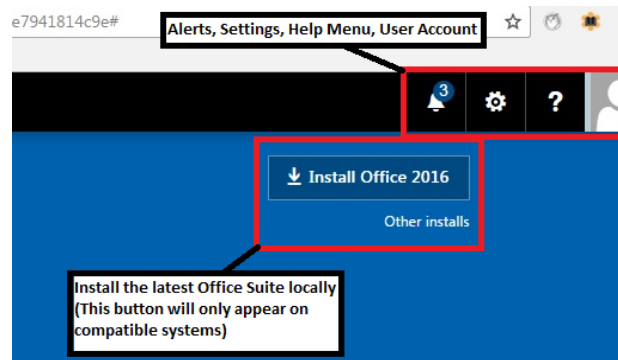 e7941814c9e#
Alerts, Settings, Help Menu, User Account
3
?
Install Office 2016
Other installs
Install the latest Office Suite locally
(This button will only appear on
compatible systems)